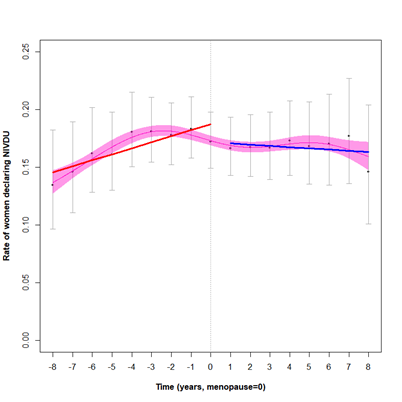 Rate of women declaring NIVDU
0.25
0.20
0.15
0.10
0.05
0.00
-8 -7 -6 -5 -4 -3 -2 -1 0 1 2 3 4 5 6 7 8
Time (years, menopause=0)